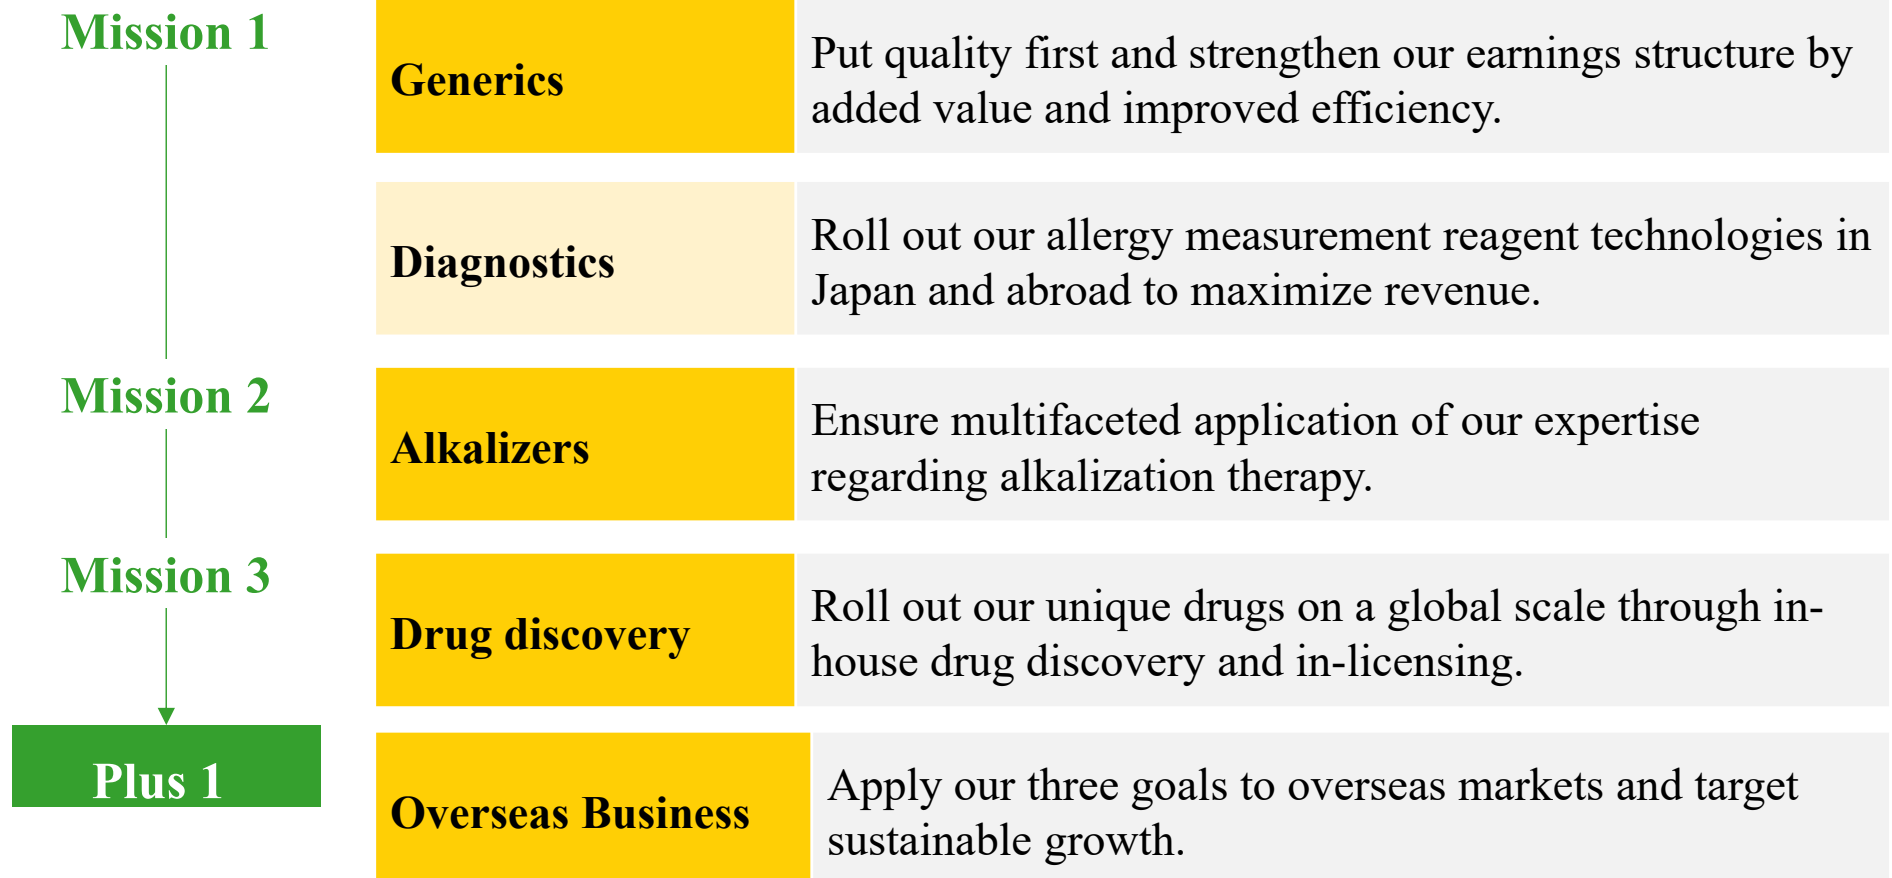 Mission 1
Generics
Put quality first and strengthen our earnings structure by
added value and improved efficiency.
Diagnostics
Roll out our allergy measurement reagent technologies in
Japan and abroad to maximize revenue.
Mission 2
Alkalizers
Ensure multifaceted application of our expertise
regarding alkalization therapy.
Mission 3
Drug discovery
Roll out our unique drugs on a global scale through in-
house drug discovery and in-licensing.
Plus 1
Overseas Business
Apply our three goals to overseas markets and target
sustainable growth.